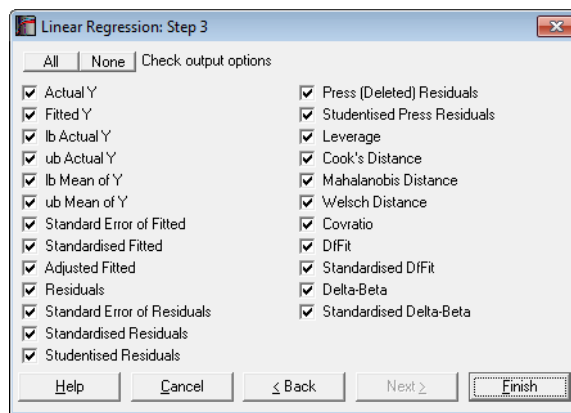 Linear Regression: Step 3
All None Check output options
Actual Y
Fitted Y
lb Actual Y
ub Actual Y
lb Mean of Y
ub Mean of Y
Standard Error of Fitted
Standardised Fitted
Adjusted Fitted
Residuals
Standard Error of Residuals
Standardised Residuals
Studentised Residuals
Press (Deleted) Residuals
Studentised Press Residuals
Leverage
Cook's Distance
Mahalanobis Distance
Welsch Distance
Covratio
DfFit
Standardised DfFit
Delta-Beta
Standardised Delta-Beta
Help Cancel < Back Next > Finish